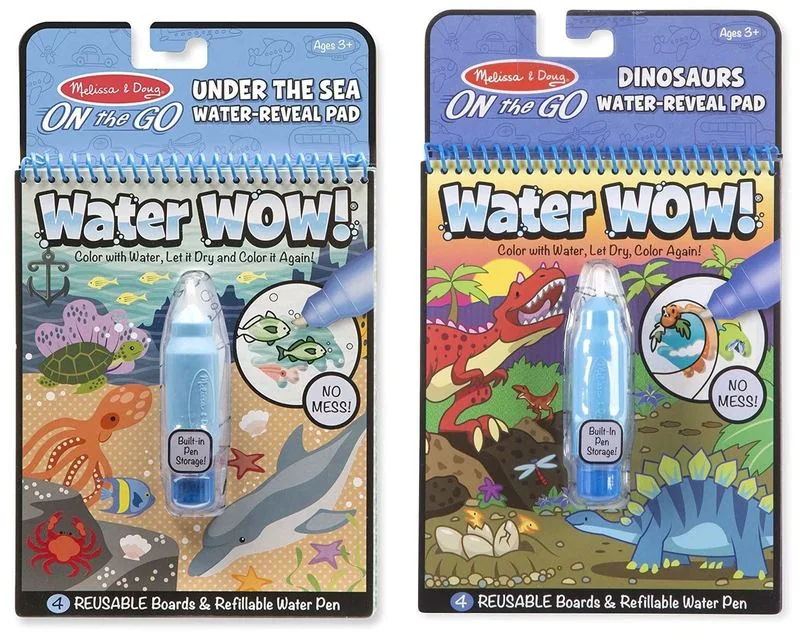 Ages 3+
Melissa & Doug®
ON the GO
UNDER THE SEA
WATER-REVEAL PAD
Water WOW!®
Color with Water, Let it Dry and Color it Again!
NO
MESS!
Melissa & Doug
Built-in
Pen
Storage!
4 REUSABLE Boards & Refillable Water Pen
Ages 3+
Melissa & Doug®
ON the GO
DINOSAURS
WATER-REVEAL PAD
Water WOW!®
Color with Water, Let Dry, Color Again!
NO
MESS!
Built-In
Pen
Storage!
4 REUSABLE Boards & Refillable Water Pen